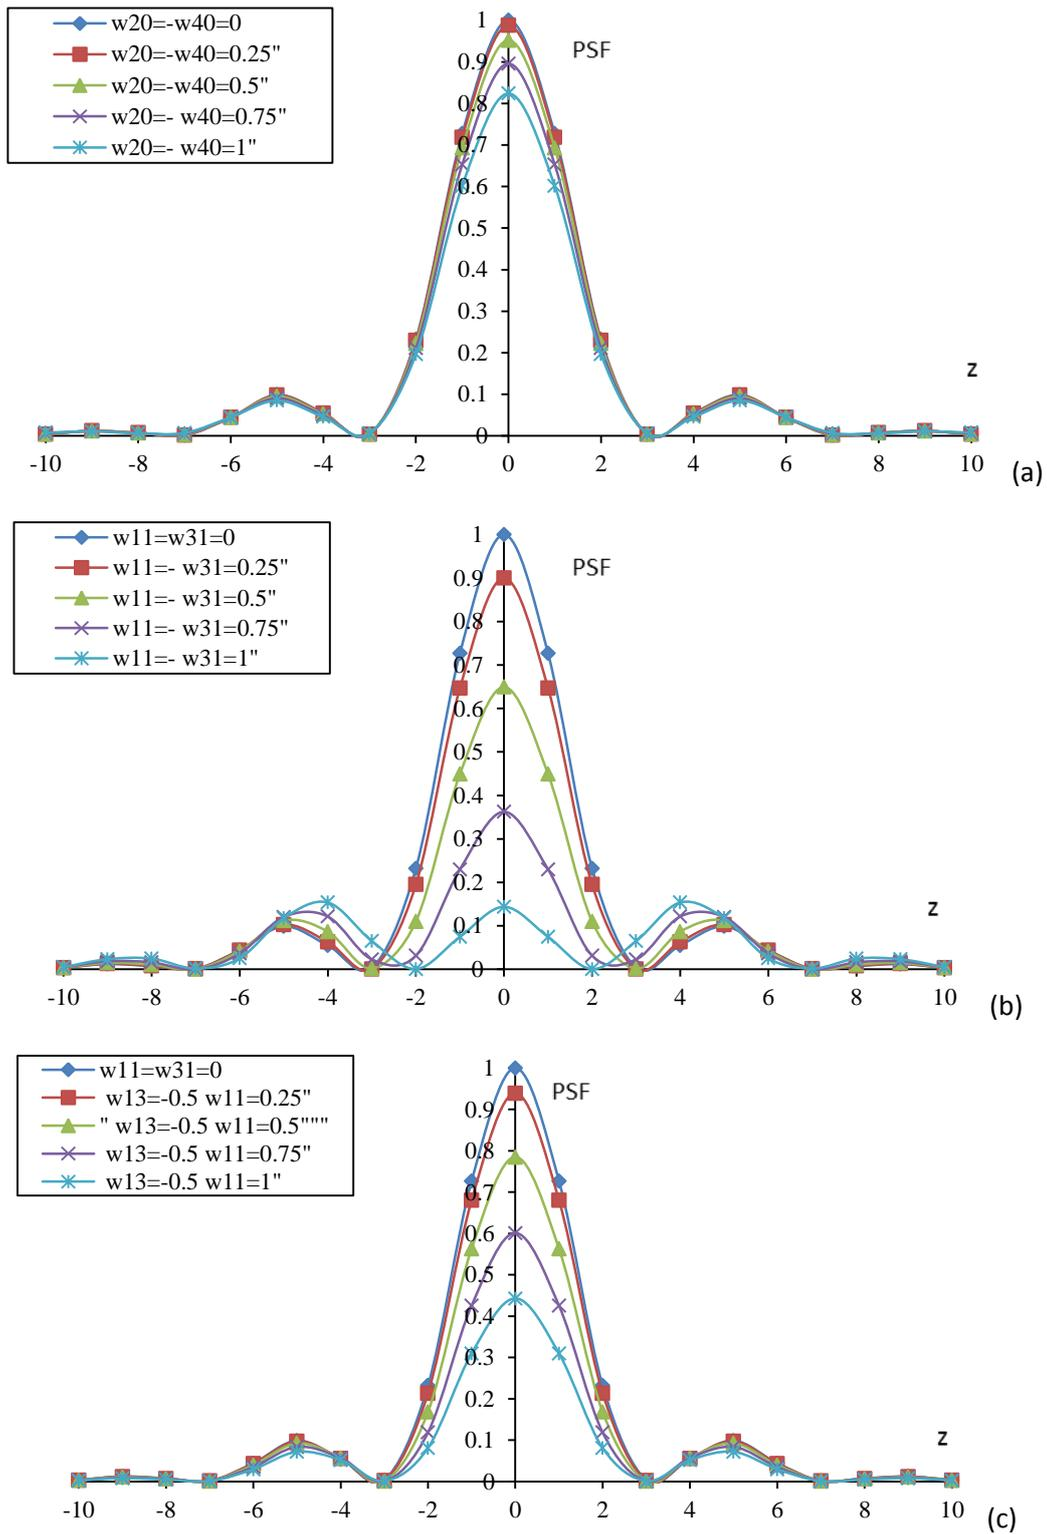 w20=-w40=0
w20=-w40=0.25"
w20=-w40=0.5"
w20=- w40=0.75"
w20=- w40=1"
PSF
1
0.9
0.8
0.7
0.6
0.5
0.4
0.3
0.2
0.1
0
z
-10 -8 -6 -4 -2 0 2 4 6 8 10
(a)
w11=w31=0
w11=- w31=0.25"
w11=- w31=0.5"
w11=- w31=0.75"
w11=- w31=1"
PSF
1
0.9
0.8
0.7
0.6
0.5
0.4
0.3
0.2
0.1
0
z
-10 -8 -6 -4 -2 0 2 4 6 8 10
(b)
w11=w31=0
w13=-0.5 w11=0.25"
" w13=-0.5 w11=0.5"""
w13=-0.5 w11=0.75"
w13=-0.5 w11=1"
PSF
1
0.9
0.8
0.7
0.6
0.5
0.4
0.3
0.2
0.1
0
z
-10 -8 -6 -4 -2 0 2 4 6 8 10
(c)